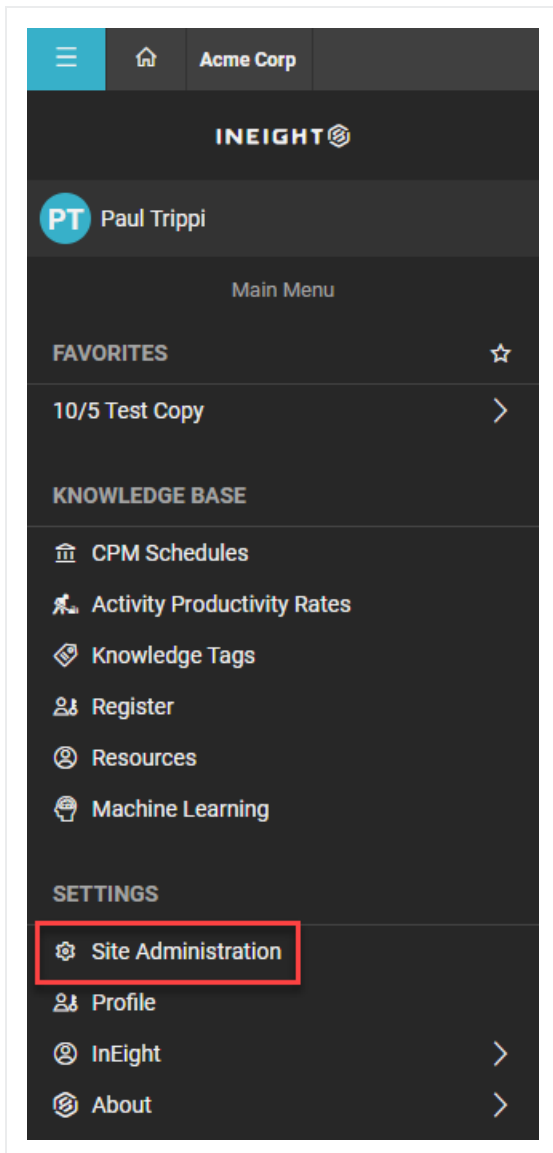 Acme Corp
INEIGHT
PT Paul Trippi
Main Menu
FAVORITES
10/5 Test Copy
KNOWLEDGE BASE
CPM Schedules
Activity Productivity Rates
Knowledge Tags
Register
Resources
Machine Learning
SETTINGS
Site Administration
Profile
InEight
About